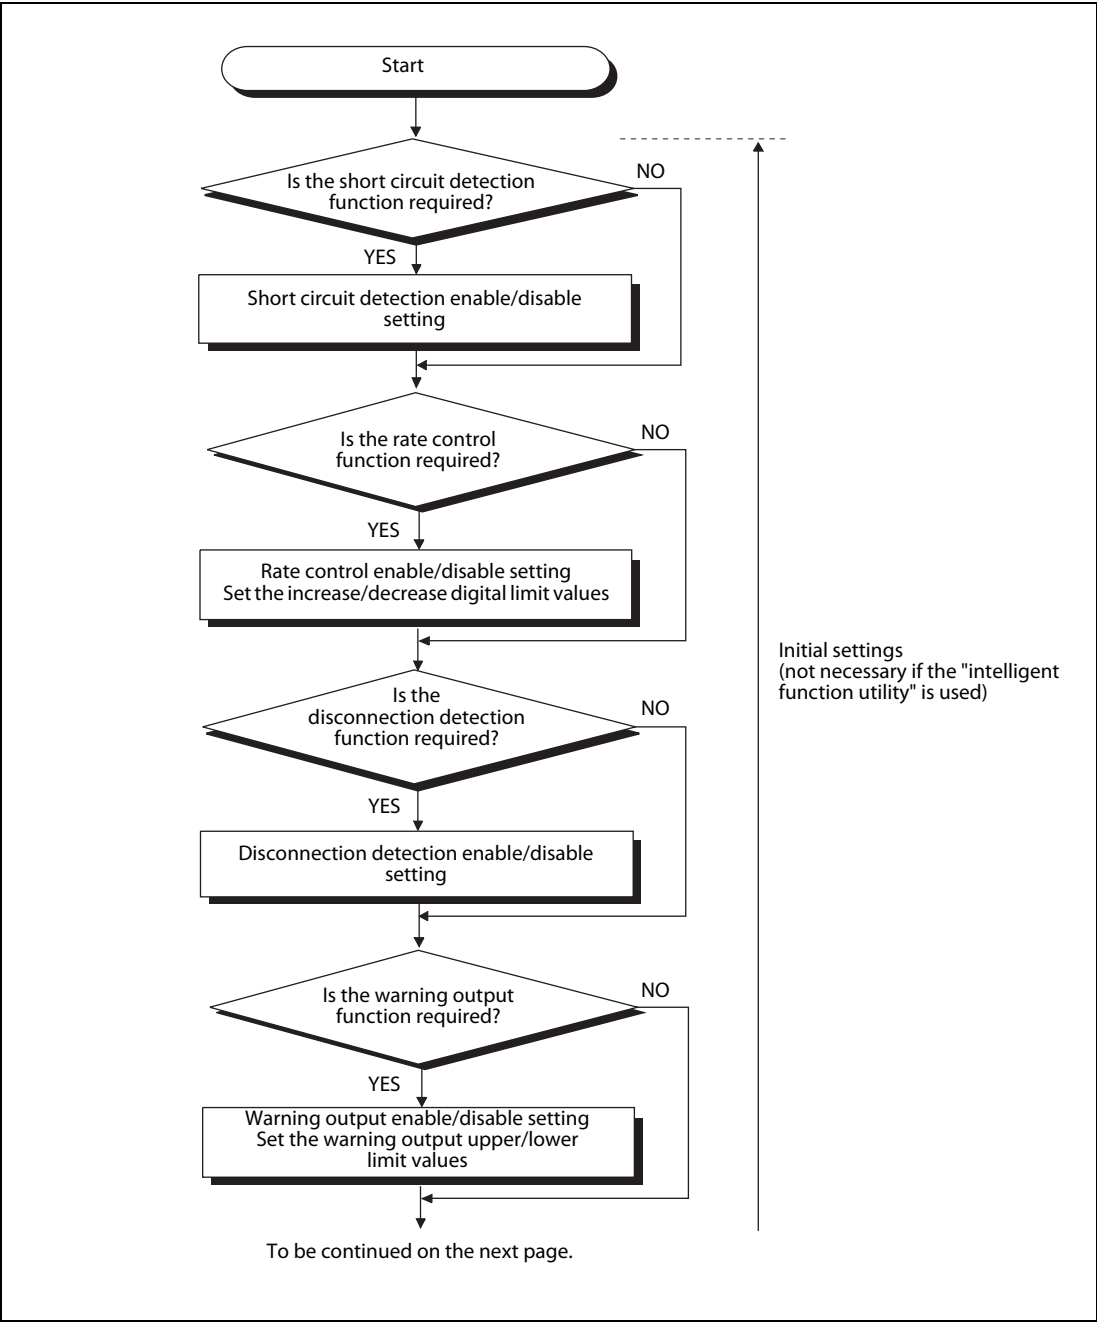 Start
Is the short circuit detection
function required?
NO
YES
Short circuit detection enable/disable
setting
Is the rate control
function required?
NO
YES
Rate control enable/disable setting
Set the increase/decrease digital limit values
Initial settings
(not necessary if the "intelligent
function utility" is used)
Is the
disconnection detection
function required?
NO
YES
Disconnection detection enable/disable
setting
Is the warning output
function required?
NO
YES
Warning output enable/disable setting
Set the warning output upper/lower
limit values
To be continued on the next page.